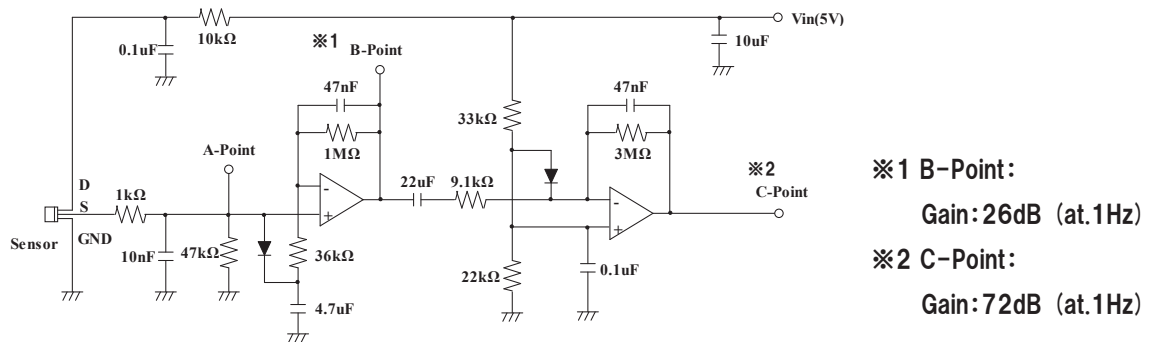 Vin(5V)
10kΩ
0.1uF
10uF
※1
B-Point
47nF
47nF
33kΩ
1MΩ
3MΩ
A-Point
※2
C-Point
22uF
9.1kΩ
D
S
GND
Sensor
1kΩ
10nF
47kΩ
36kΩ
4.7uF
22kΩ
0.1uF
-
+
-
+
※1 B-Point:
Gain:26dB (at.1Hz)
※2 C-Point:
Gain:72dB (at.1Hz)